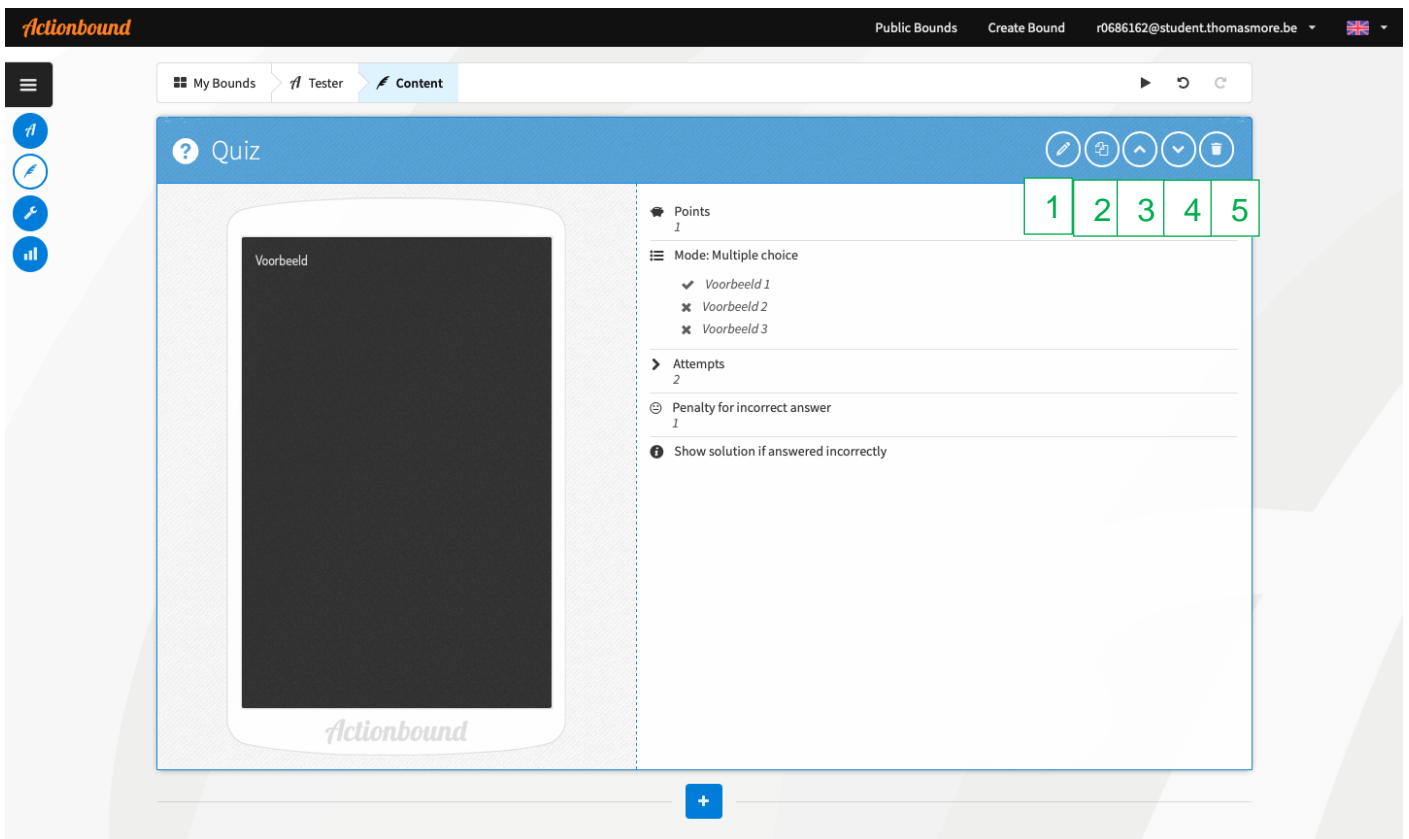 Actionbound
Public Bounds
Create Bound
r0686162@student.thomasmore.be
My Bounds
Tester
Content
Quiz
1 2 3 4 5
Points
1
Mode: Multiple choice
Voorbeeld 1
Voorbeeld 2
Voorbeeld 3
Attempts
2
Penalty for incorrect answer
1
Show solution if answered incorrectly
Voorbeeld
Actionbound